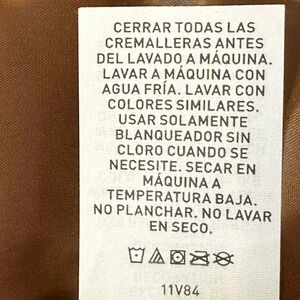 CERRAR TODAS LAS
CREMALLERAS ANTES
DEL LAVADO A MÁQUINA.
LAVAR A MÁQUINA CON
AGUA FRÍA. LAVAR CON
COLORES SIMILARES.
USAR SOLAMENTE
BLANQUEADOR SIN
CLORO CUANDO SE
NECESITE. SECAR EN
MÁQUINA A
TEMPERATURA BAJA.
NO PLANCHAR. NO LAVAR
EN SECO.
11V84